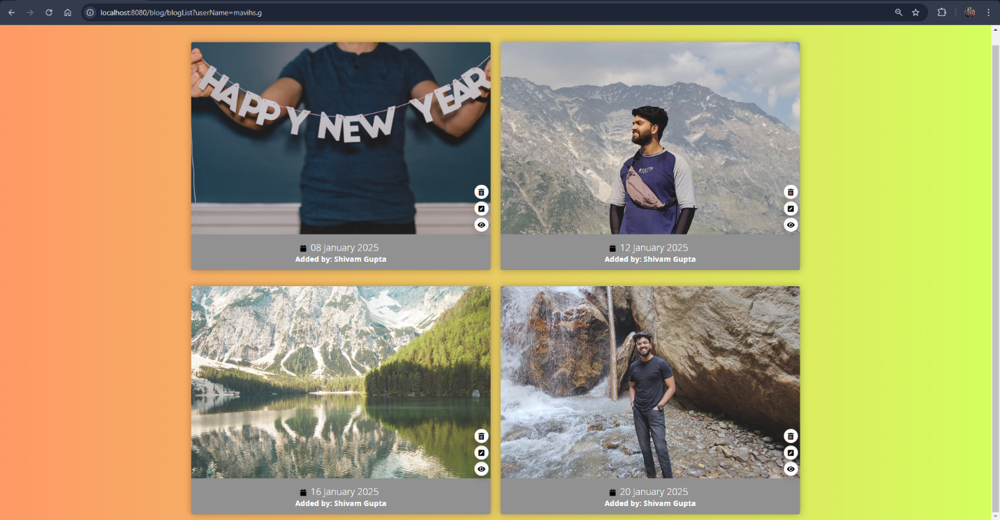 localhost:8080/blog/blogList?userName=mavihs.g
HAPPY NEW YEAR
08 January 2025
Added by: Shivam Gupta
12 January 2025
Added by: Shivam Gupta
16 January 2025
Added by: Shivam Gupta
20 January 2025
Added by: Shivam Gupta